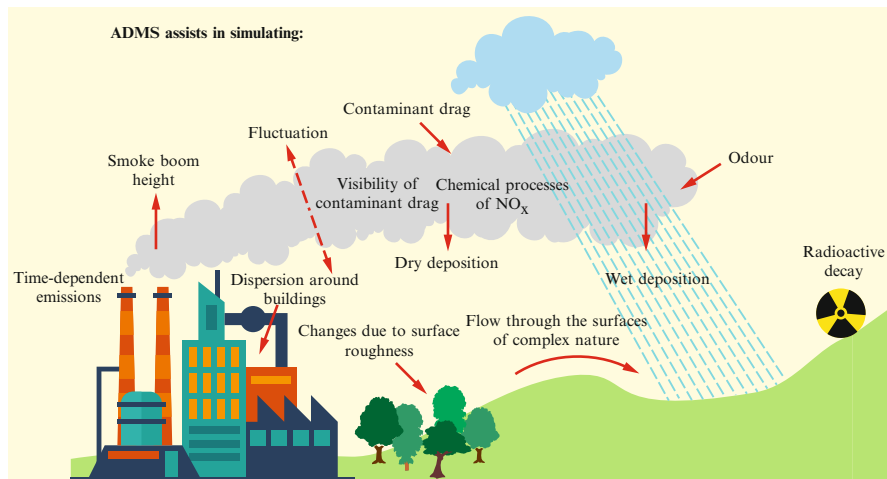 ADMS assists in simulating:
Contaminant drag
Fluctuation
Smoke boom
height
Odour
Visibility of
contaminant drag
Chemical processes
of NOx
Dry deposition
Wet deposition
Radioactive
decay
Time-dependent
emissions
Dispersion around
buildings
Changes due to surface
roughness
Flow through the surfaces
of complex nature